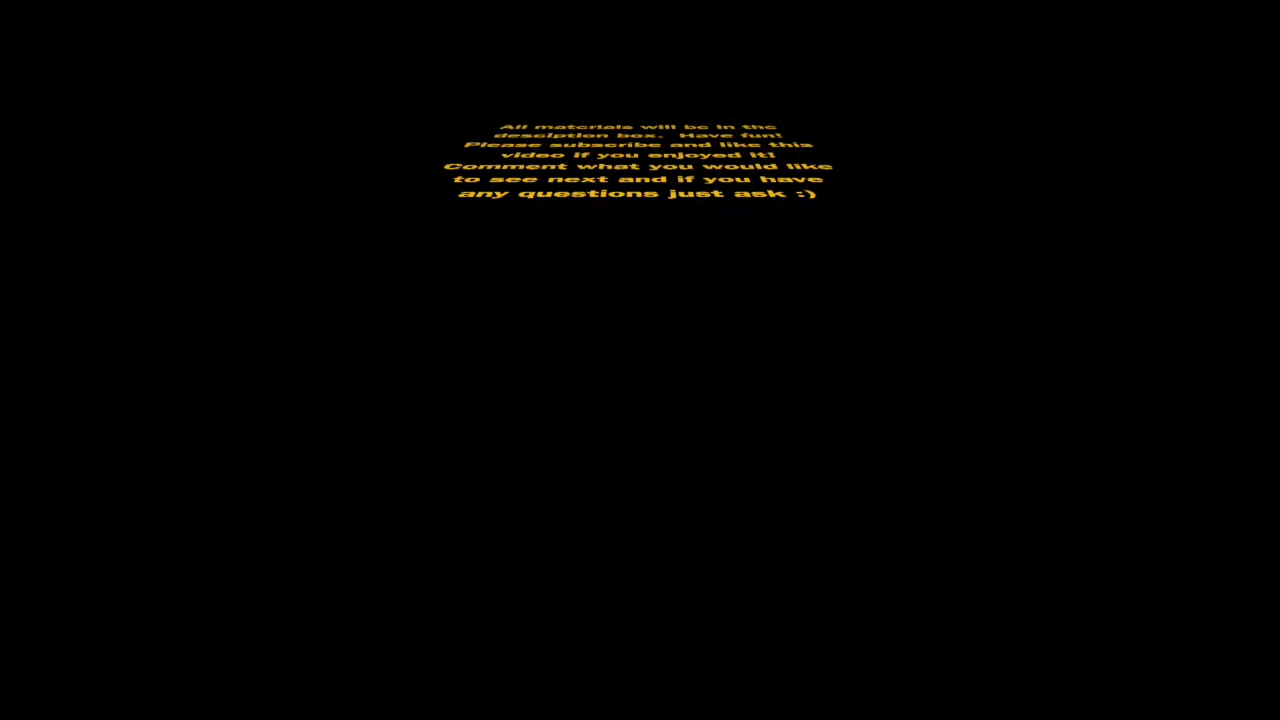 All materials will be in the
desciption box.  Have fun!
Please subscribe and like this
video if you enjoyed it!
Comment what you would like
to see next and if you have
any questions just ask :)